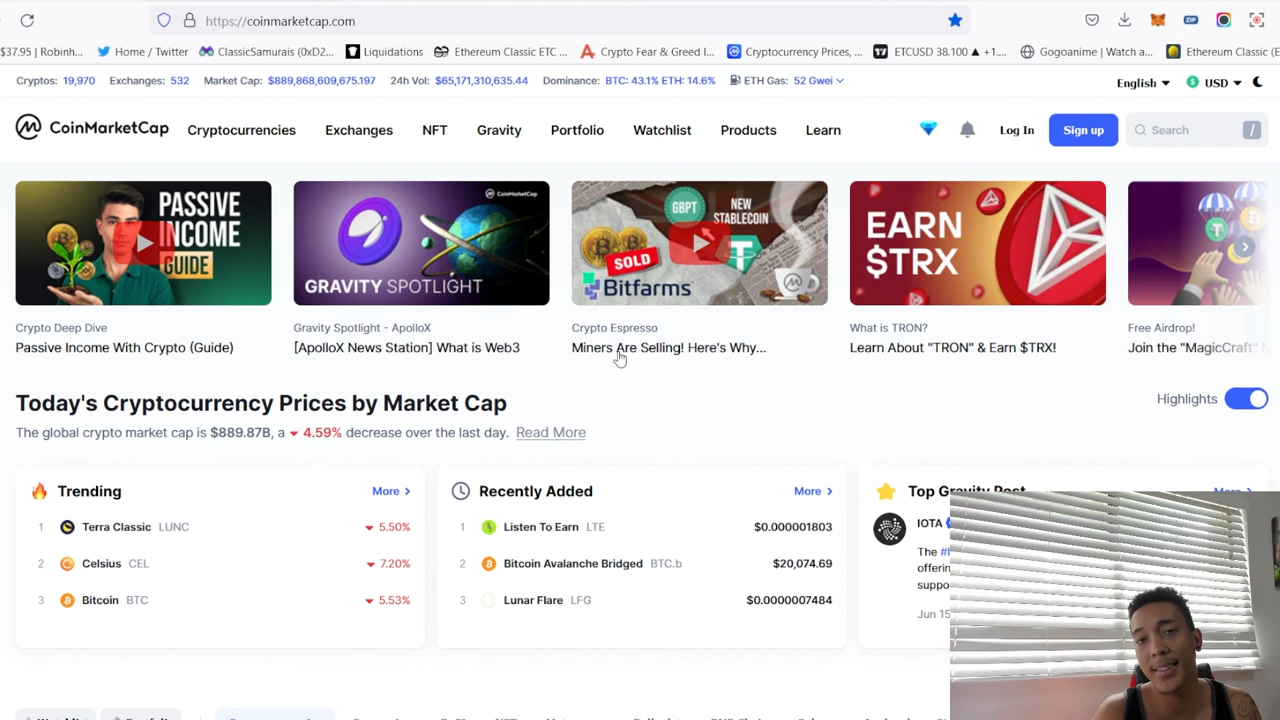 https://coinmarketcap.com
ZIP
$37.95 | Robinh...
Home / Twitter
ClassicSamurais (0xD2...
Liquidations
Ethereum Classic ETC ...
Crypto Fear & Greed I...
Cryptocurrency Prices, ...
ETCUSD 38.100 ▲ +1....
Gogoanime | Watch a...
Ethereum Classic (E
Cryptos: 19,970 Exchanges: 532 Market Cap: $889,868,609,675.197 24h Vol: $65,171,310,635.44 Dominance: BTC: 43.1% ETH: 14.6% ETH Gas: 52 Gwei
English USD
CoinMarketCap Cryptocurrencies Exchanges NFT Gravity Portfolio Watchlist Products Learn Log In Sign up Search /
PASSIVE
INCOME
GUIDE
CoinMarketCap
GRAVITY SPOTLIGHT
GBPT
NEW
STABLECOIN
SOLD
Bitfarms
EARN
$TRX
Crypto Deep Dive
Passive Income With Crypto (Guide)
Gravity Spotlight - ApolloX
[ApolloX News Station] What is Web3
Crypto Espresso
Miners Are Selling! Here's Why...
What is TRON?
Learn About "TRON" & Earn $TRX!
Free Airdrop!
Join the "MagicCraft"
Today's Cryptocurrency Prices by Market Cap
Highlights
The global crypto market cap is $889.87B, a 4.59% decrease over the last day. Read More
Trending More
1 Terra Classic LUNC 5.50%
2 Celsius CEL 7.20%
3 Bitcoin BTC 5.53%
Recently Added More
1 Listen To Earn LTE $0.000001803
2 Bitcoin Avalanche Bridged BTC.b $20,074.69
3 Lunar Flare LFG $0.0000007484
Top Gravity Post More
IOTA
The #I
offerin
suppo
Jun 15